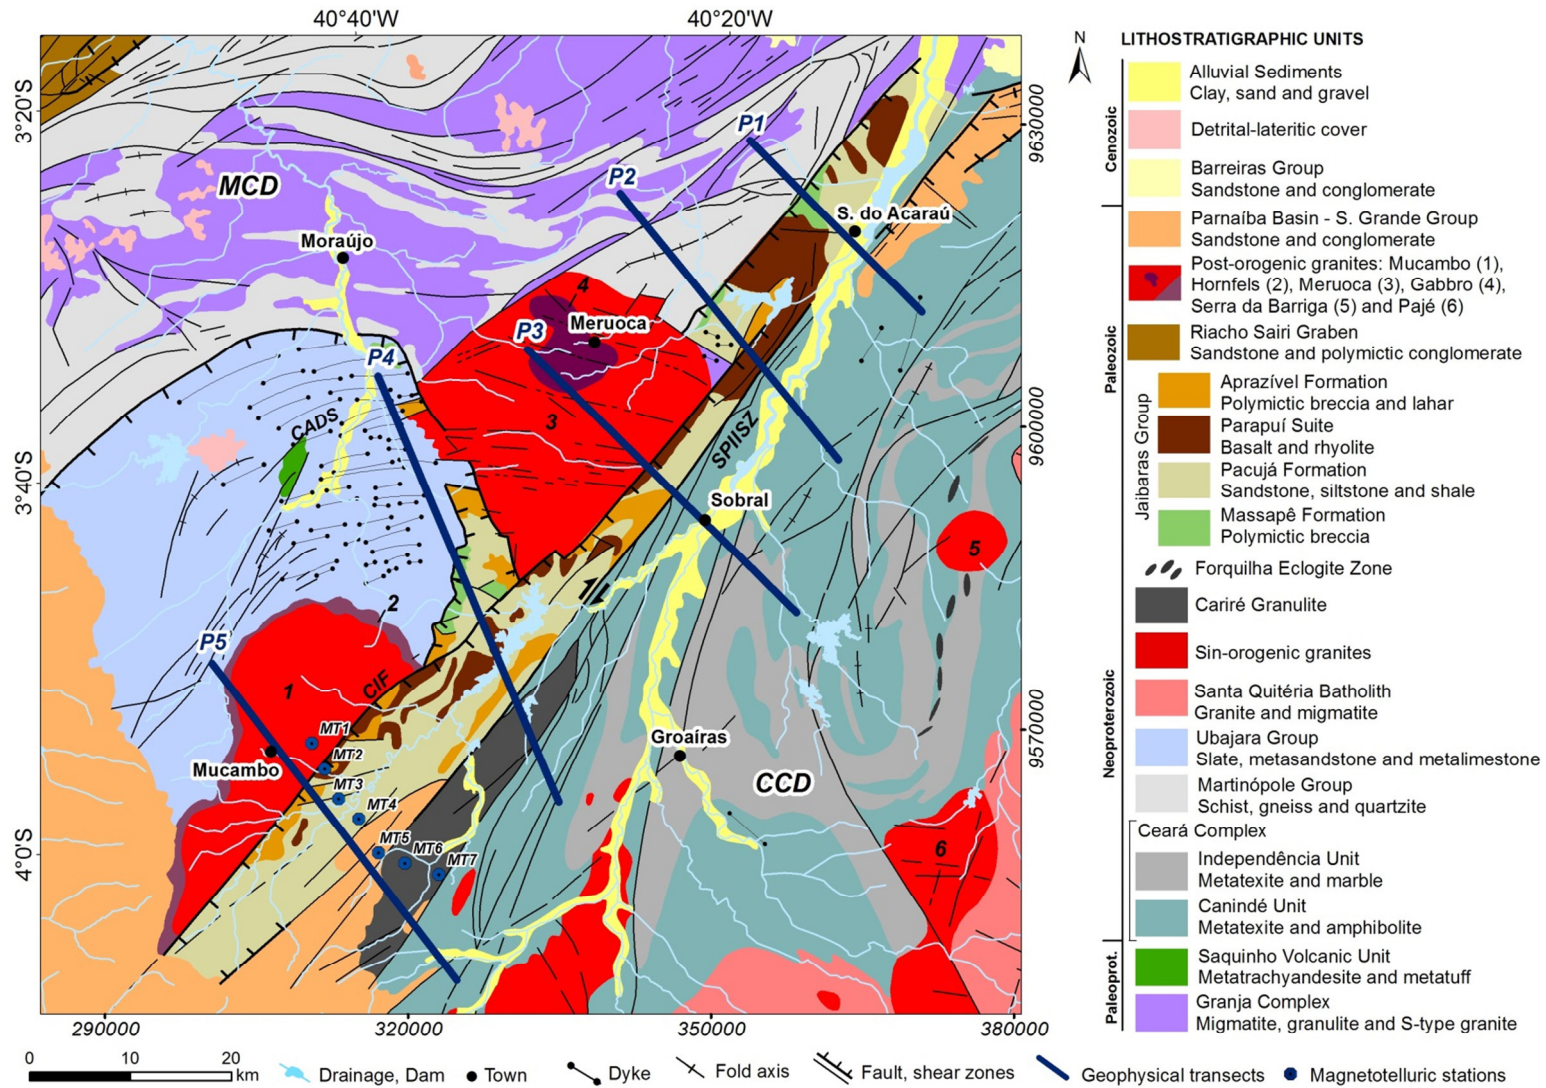 40°40'W
40°20'W
3°20'S
3°40'S
4°0'S
9630000
9600000
9570000
290000
320000
350000
380000
MCD
P1
P2
S. do Acaraú
Moraújo
4
P3
Meruoca
P4
3
CADS
SPIISZ
Sobral
5
2
P5
1
CIF
MT1
MT2
Mucambo
MT3
MT4
MT5
MT6
MT7
Groaíras
CCD
6
N
LITHOSTRATIGRAPHIC UNITS
Cenozoic
Alluvial Sediments
Clay, sand and gravel
Detrital-lateritic cover
Barreiras Group
Sandstone and conglomerate
Paleozoic
Parnaíba Basin - S. Grande Group
Sandstone and conglomerate
Post-orogenic granites: Mucambo (1),
Hornfels (2), Meruoca (3), Gabbro (4),
Serra da Barriga (5) and Pajé (6)
Riacho Sairi Graben
Sandstone and polymictic conglomerate
Jaibaras Group
Aprazível Formation
Polymictic breccia and lahar
Parapuí Suite
Basalt and rhyolite
Pacujá Formation
Sandstone, siltstone and shale
Massapê Formation
Polymictic breccia
Neoproterozoic
Forquilha Eclogite Zone
Cariré Granulite
Sin-orogenic granites
Santa Quitéria Batholith
Granite and migmatite
Ubajara Group
Slate, metasandstone and metalimestone
Martinópole Group
Schist, gneiss and quartzite
Ceará Complex
Independência Unit
Metatexite and marble
Canindé Unit
Metatexite and amphibolite
Paleoprot.
Saquinho Volcanic Unit
Metatrachyandesite and metatuff
Granja Complex
Migmatite, granulite and S-type granite
0 10 20
km
Drainage, Dam
Town
Dyke
Fold axis
Fault, shear zones
Geophysical transects
Magnetotelluric stations